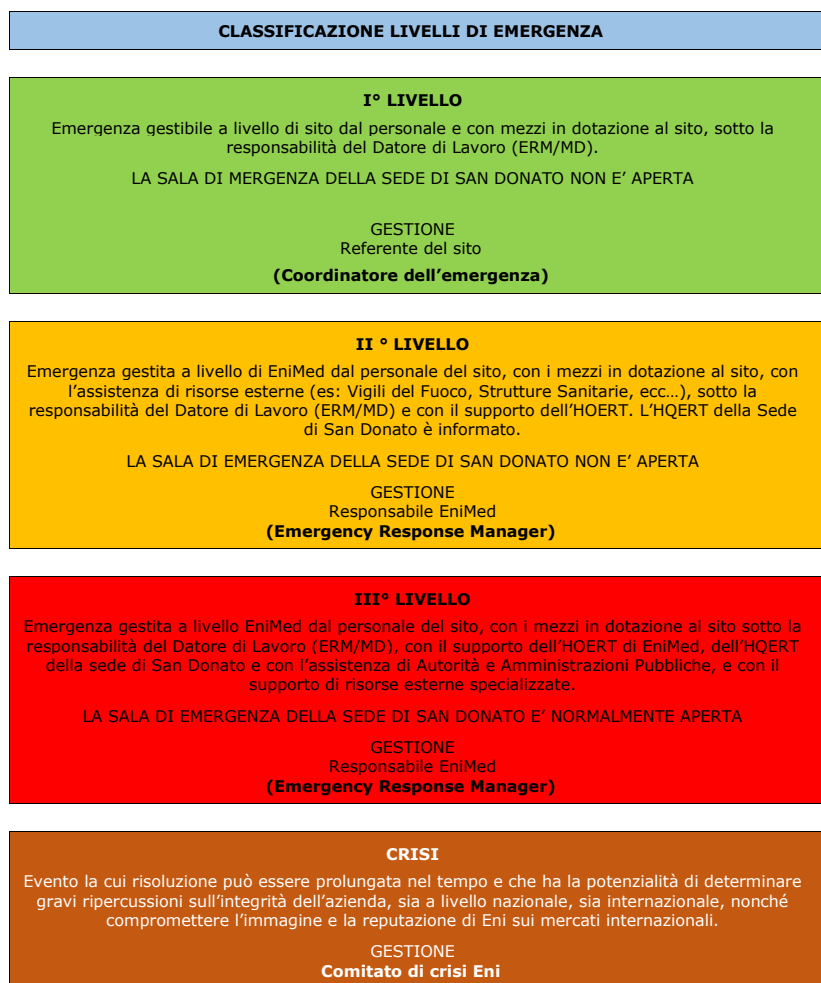 CLASSIFICAZIONE LIVELLI DI EMERGENZA
I° LIVELLO
Emergenza gestibile a livello di sito dal personale e con mezzi in dotazione al sito, sotto la
responsabilità del Datore di Lavoro (ERM/MD).
LA SALA DI MERGENZA DELLA SEDE DI SAN DONATO NON E’ APERTA
GESTIONE
Referente del sito
(Coordinatore dell’emergenza)
II ° LIVELLO
Emergenza gestita a livello di EniMed dal personale del sito, con i mezzi in dotazione al sito, con
l’assistenza di risorse esterne (es: Vigili del Fuoco, Strutture Sanitarie, ecc…), sotto la
responsabilità del Datore di Lavoro (ERM/MD) e con il supporto dell’HOERT. L’HQERT della Sede
di San Donato è informato.
LA SALA DI EMERGENZA DELLA SEDE DI SAN DONATO NON E’ APERTA
GESTIONE
Responsabile EniMed
(Emergency Response Manager)
III° LIVELLO
Emergenza gestita a livello EniMed dal personale del sito, con i mezzi in dotazione al sito sotto la
responsabilità del Datore di Lavoro (ERM/MD), con il supporto dell’HOERT di EniMed, dell’HQERT
della sede di San Donato e con l’assistenza di Autorità e Amministrazioni Pubbliche, e con il
supporto di risorse esterne specializzate.
LA SALA DI EMERGENZA DELLA SEDE DI SAN DONATO E’ NORMALMENTE APERTA
GESTIONE
Responsabile EniMed
(Emergency Response Manager)
CRISI
Evento la cui risoluzione può essere prolungata nel tempo e che ha la potenzialità di determinare
gravi ripercussioni sull’integrità dell’azienda, sia a livello nazionale, sia internazionale, nonché
compromettere l’immagine e la reputazione di Eni sui mercati internazionali.
GESTIONE
Comitato di crisi Eni